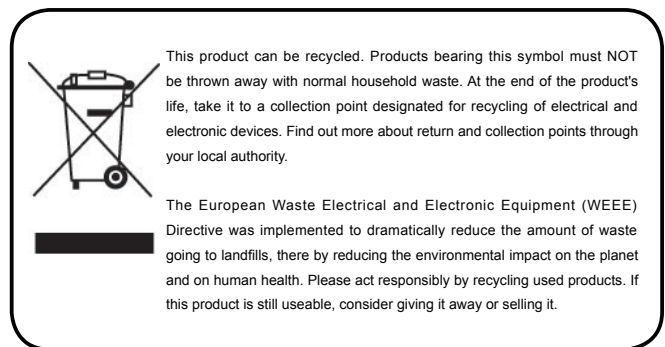 This product can be recycled. Products bearing this symbol must NOT
be thrown away with normal household waste. At the end of the product's
life, take it to a collection point designated for recycling of electrical and
electronic devices. Find out more about return and collection points through
your local authority.
The European Waste Electrical and Electronic Equipment (WEEE)
Directive was implemented to dramatically reduce the amount of waste
going to landfills, there by reducing the environmental impact on the planet
and on human health. Please act responsibly by recycling used products. If
this product is still useable, consider giving it away or selling it.